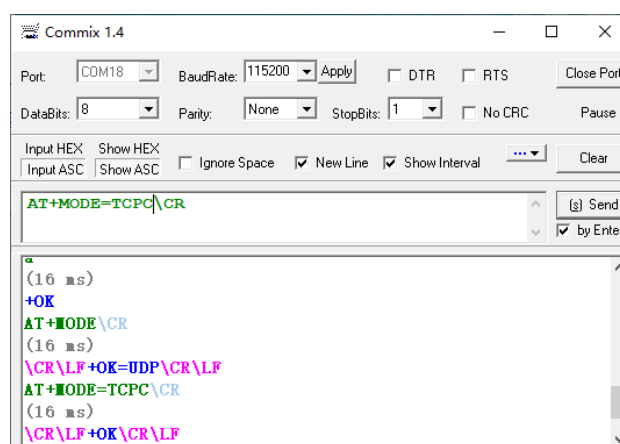 Commix 1.4
Port: COM18 BaudRate: 115200 Apply DTR RTS Close Port
DataBits: 8 Parity: None StopBits: 1 No CRC Pause
Input HEX Show HEX
Input ASC Show ASC Ignore Space New Line Show Interval ... Clear
AT+MODE=TCPC\CR
(s) Send
by Ente
a
(16 ms)
+OK
AT+MODE\CR
(16 ms)
\CR\LF+OK=UDP\CR\LF
AT+MODE=TCPC\CR
(16 ms)
\CR\LF+OK\CR\LF